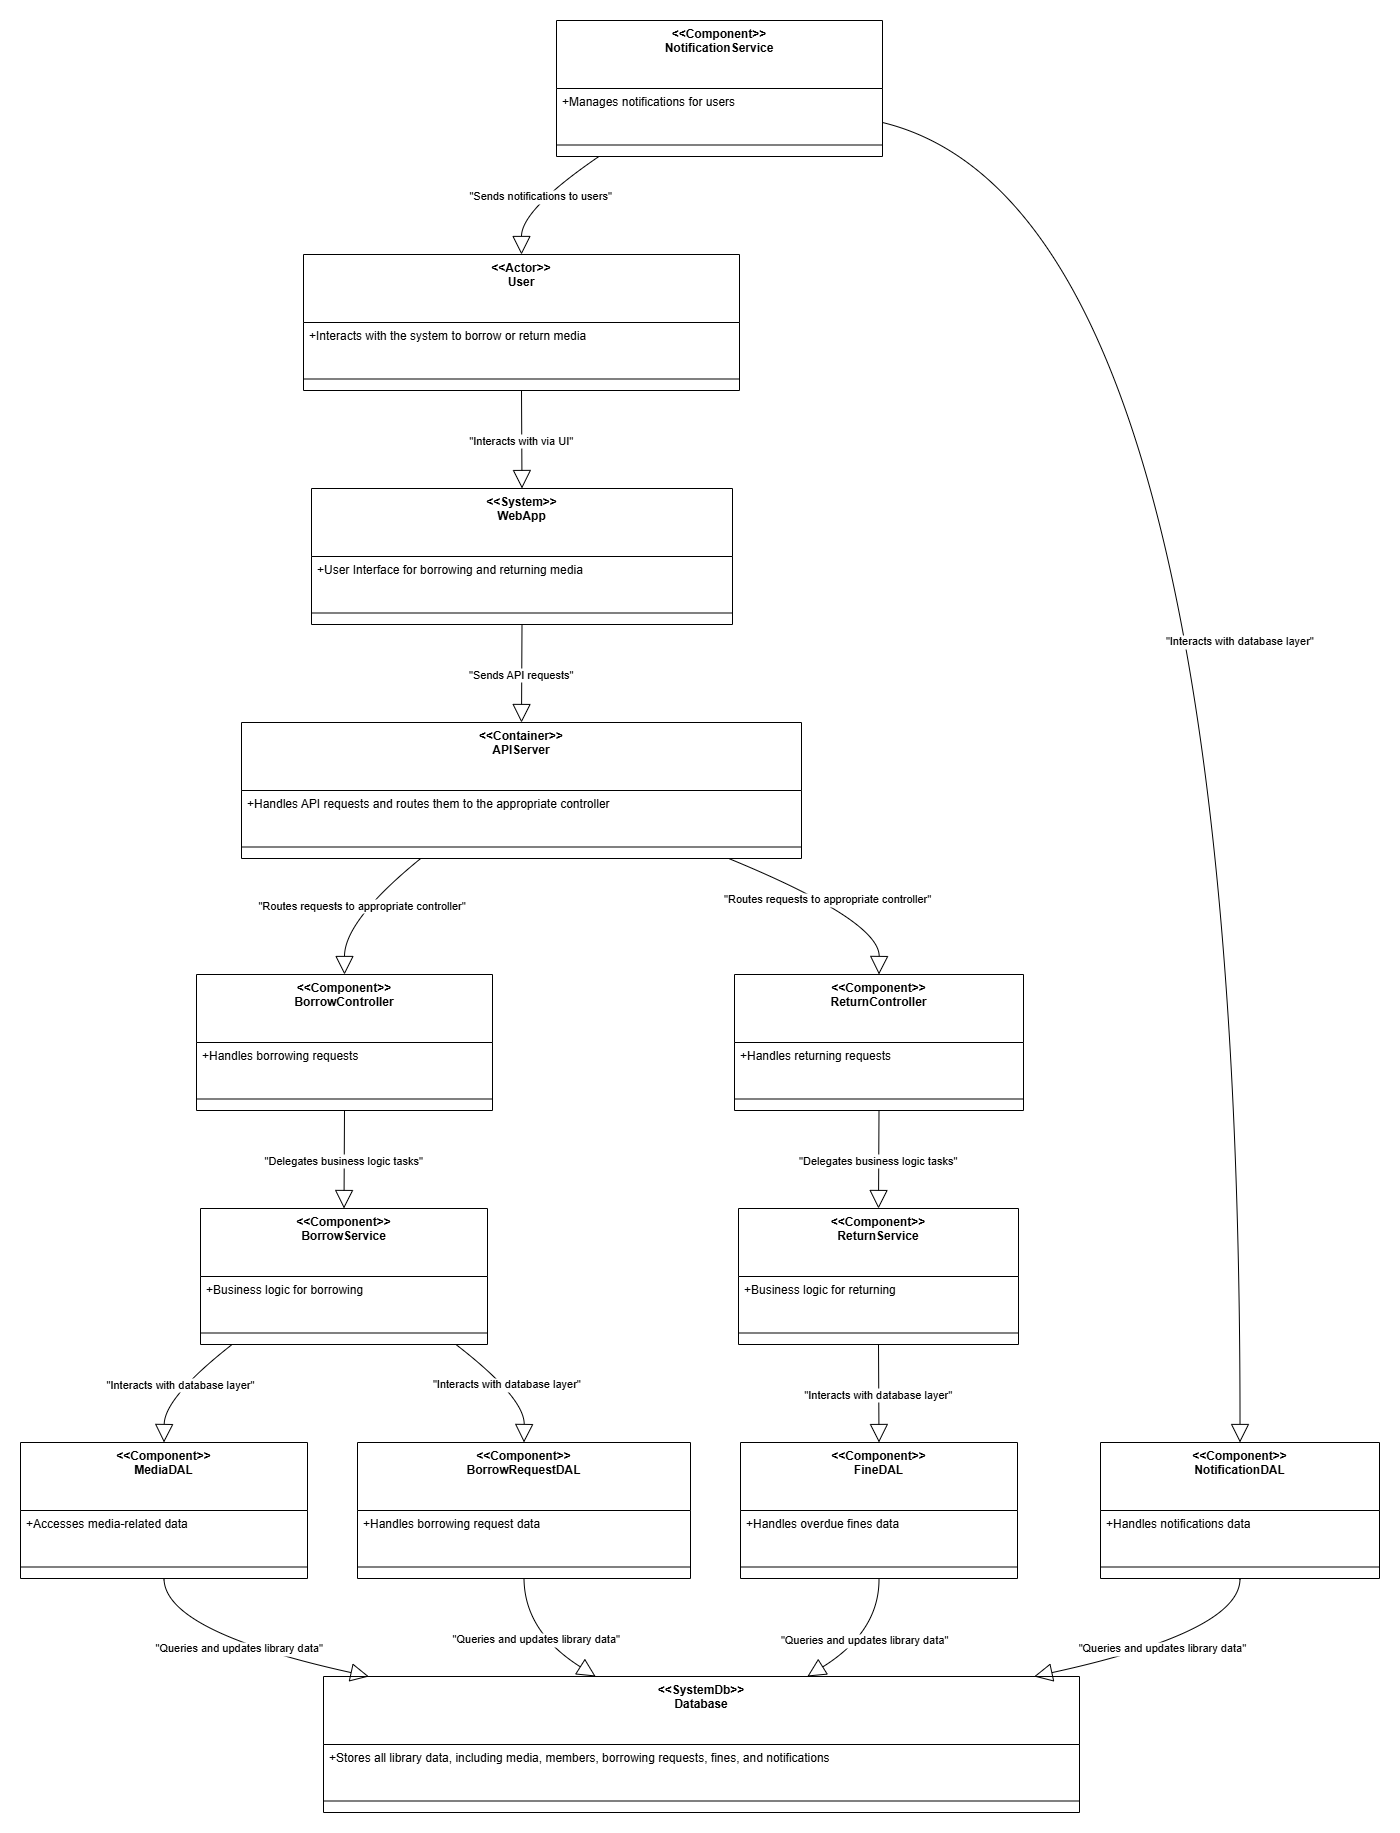 <<Component>>
NotificationService
+Manages notifications for users
"Sends notifications to users"
<<Actor>>
User
+Interacts with the system to borrow or return media
"Interacts with via UI"
<<System>>
WebApp
+User Interface for borrowing and returning media
"Interacts with database layer"
"Sends API requests"
<<Container>>
APIServer
+Handles API requests and routes them to the appropriate controller
"Routes requests to appropriate controller"
"Routes requests to appropriate controller"
<<Component>>
BorrowController
+Handles borrowing requests
<<Component>>
ReturnController
+Handles returning requests
"Delegates business logic tasks"
"Delegates business logic tasks"
<<Component>>
BorrowService
+Business logic for borrowing
<<Component>>
ReturnService
+Business logic for returning
"Interacts with database layer"
"Interacts with database layer"
"Interacts with database layer"
<<Component>>
MediaDAL
+Accesses media-related data
<<Component>>
BorrowRequestDAL
+Handles borrowing request data
<<Component>>
FineDAL
+Handles overdue fines data
<<Component>>
NotificationDAL
+Handles notifications data
"Queries and updates library data"
"Queries and updates library data"
"Queries and updates library data"
"Queries and updates library data"
<<SystemDb>>
Database
+Stores all library data, including media, members, borrowing requests, fines, and notifications